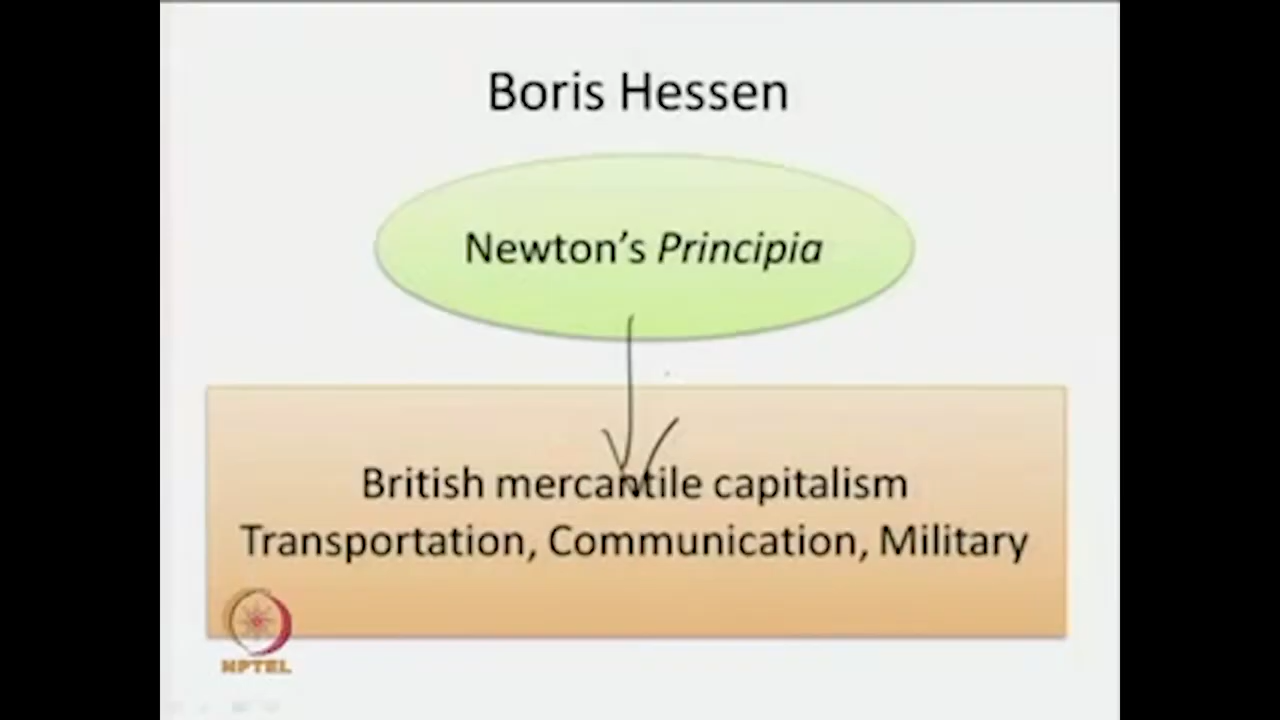 Boris Hessen
Newton's Principia
British mercantile capitalism
Transportation, Communication, Military
NPTEL